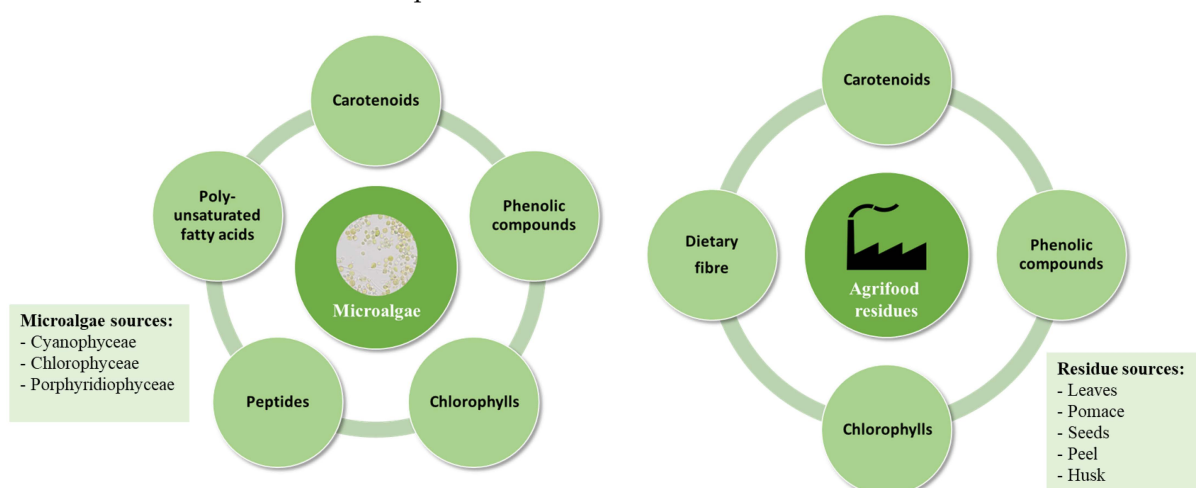 Carotenoids
Poly-
unsaturated
fatty acids
Phenolic
compounds
Microalgae
Peptides
Chlorophylls
Microalgae sources:
- Cyanophyceae
- Chlorophyceae
- Porphyridiophyceae
Carotenoids
Dietary
fibre
Phenolic
compounds
Agrifood
residues
Chlorophylls
Residue sources:
- Leaves
- Pomace
- Seeds
- Peel
- Husk